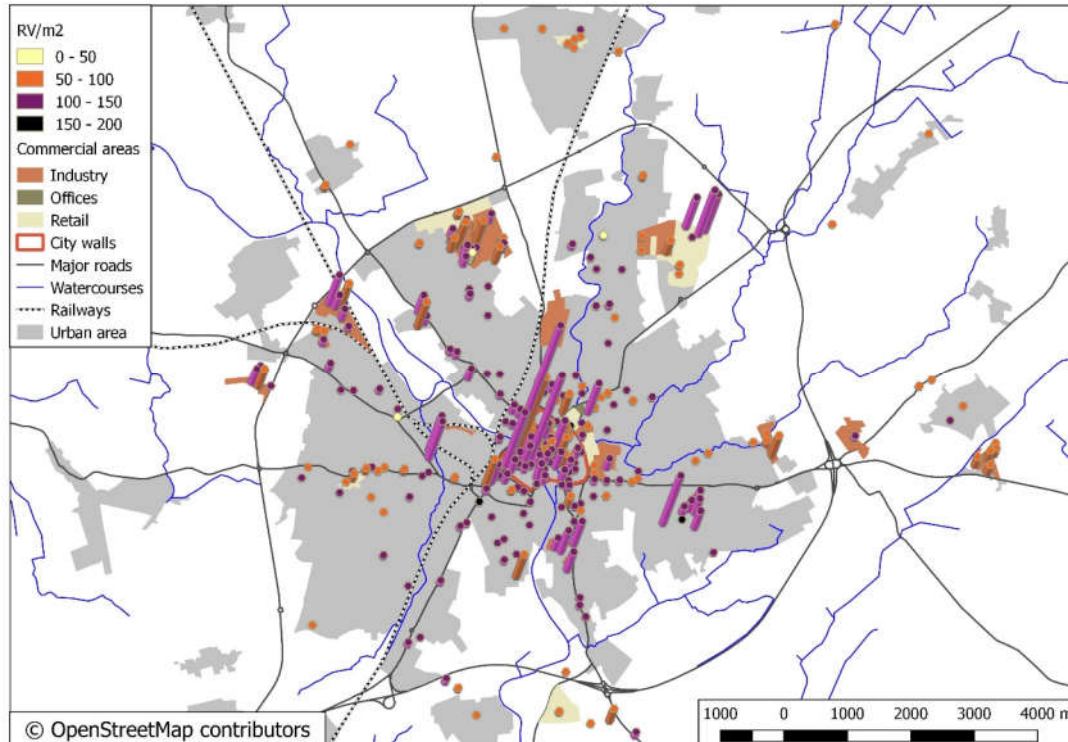 RV/m2
0 - 50
50 - 100
100 - 150
150 - 200
Commercial areas
Industry
Offices
Retail
City walls
Major roads
Watercourses
Railways
Urban area
© OpenStreetMap contributors
1000 0 1000 2000 3000 4000 m